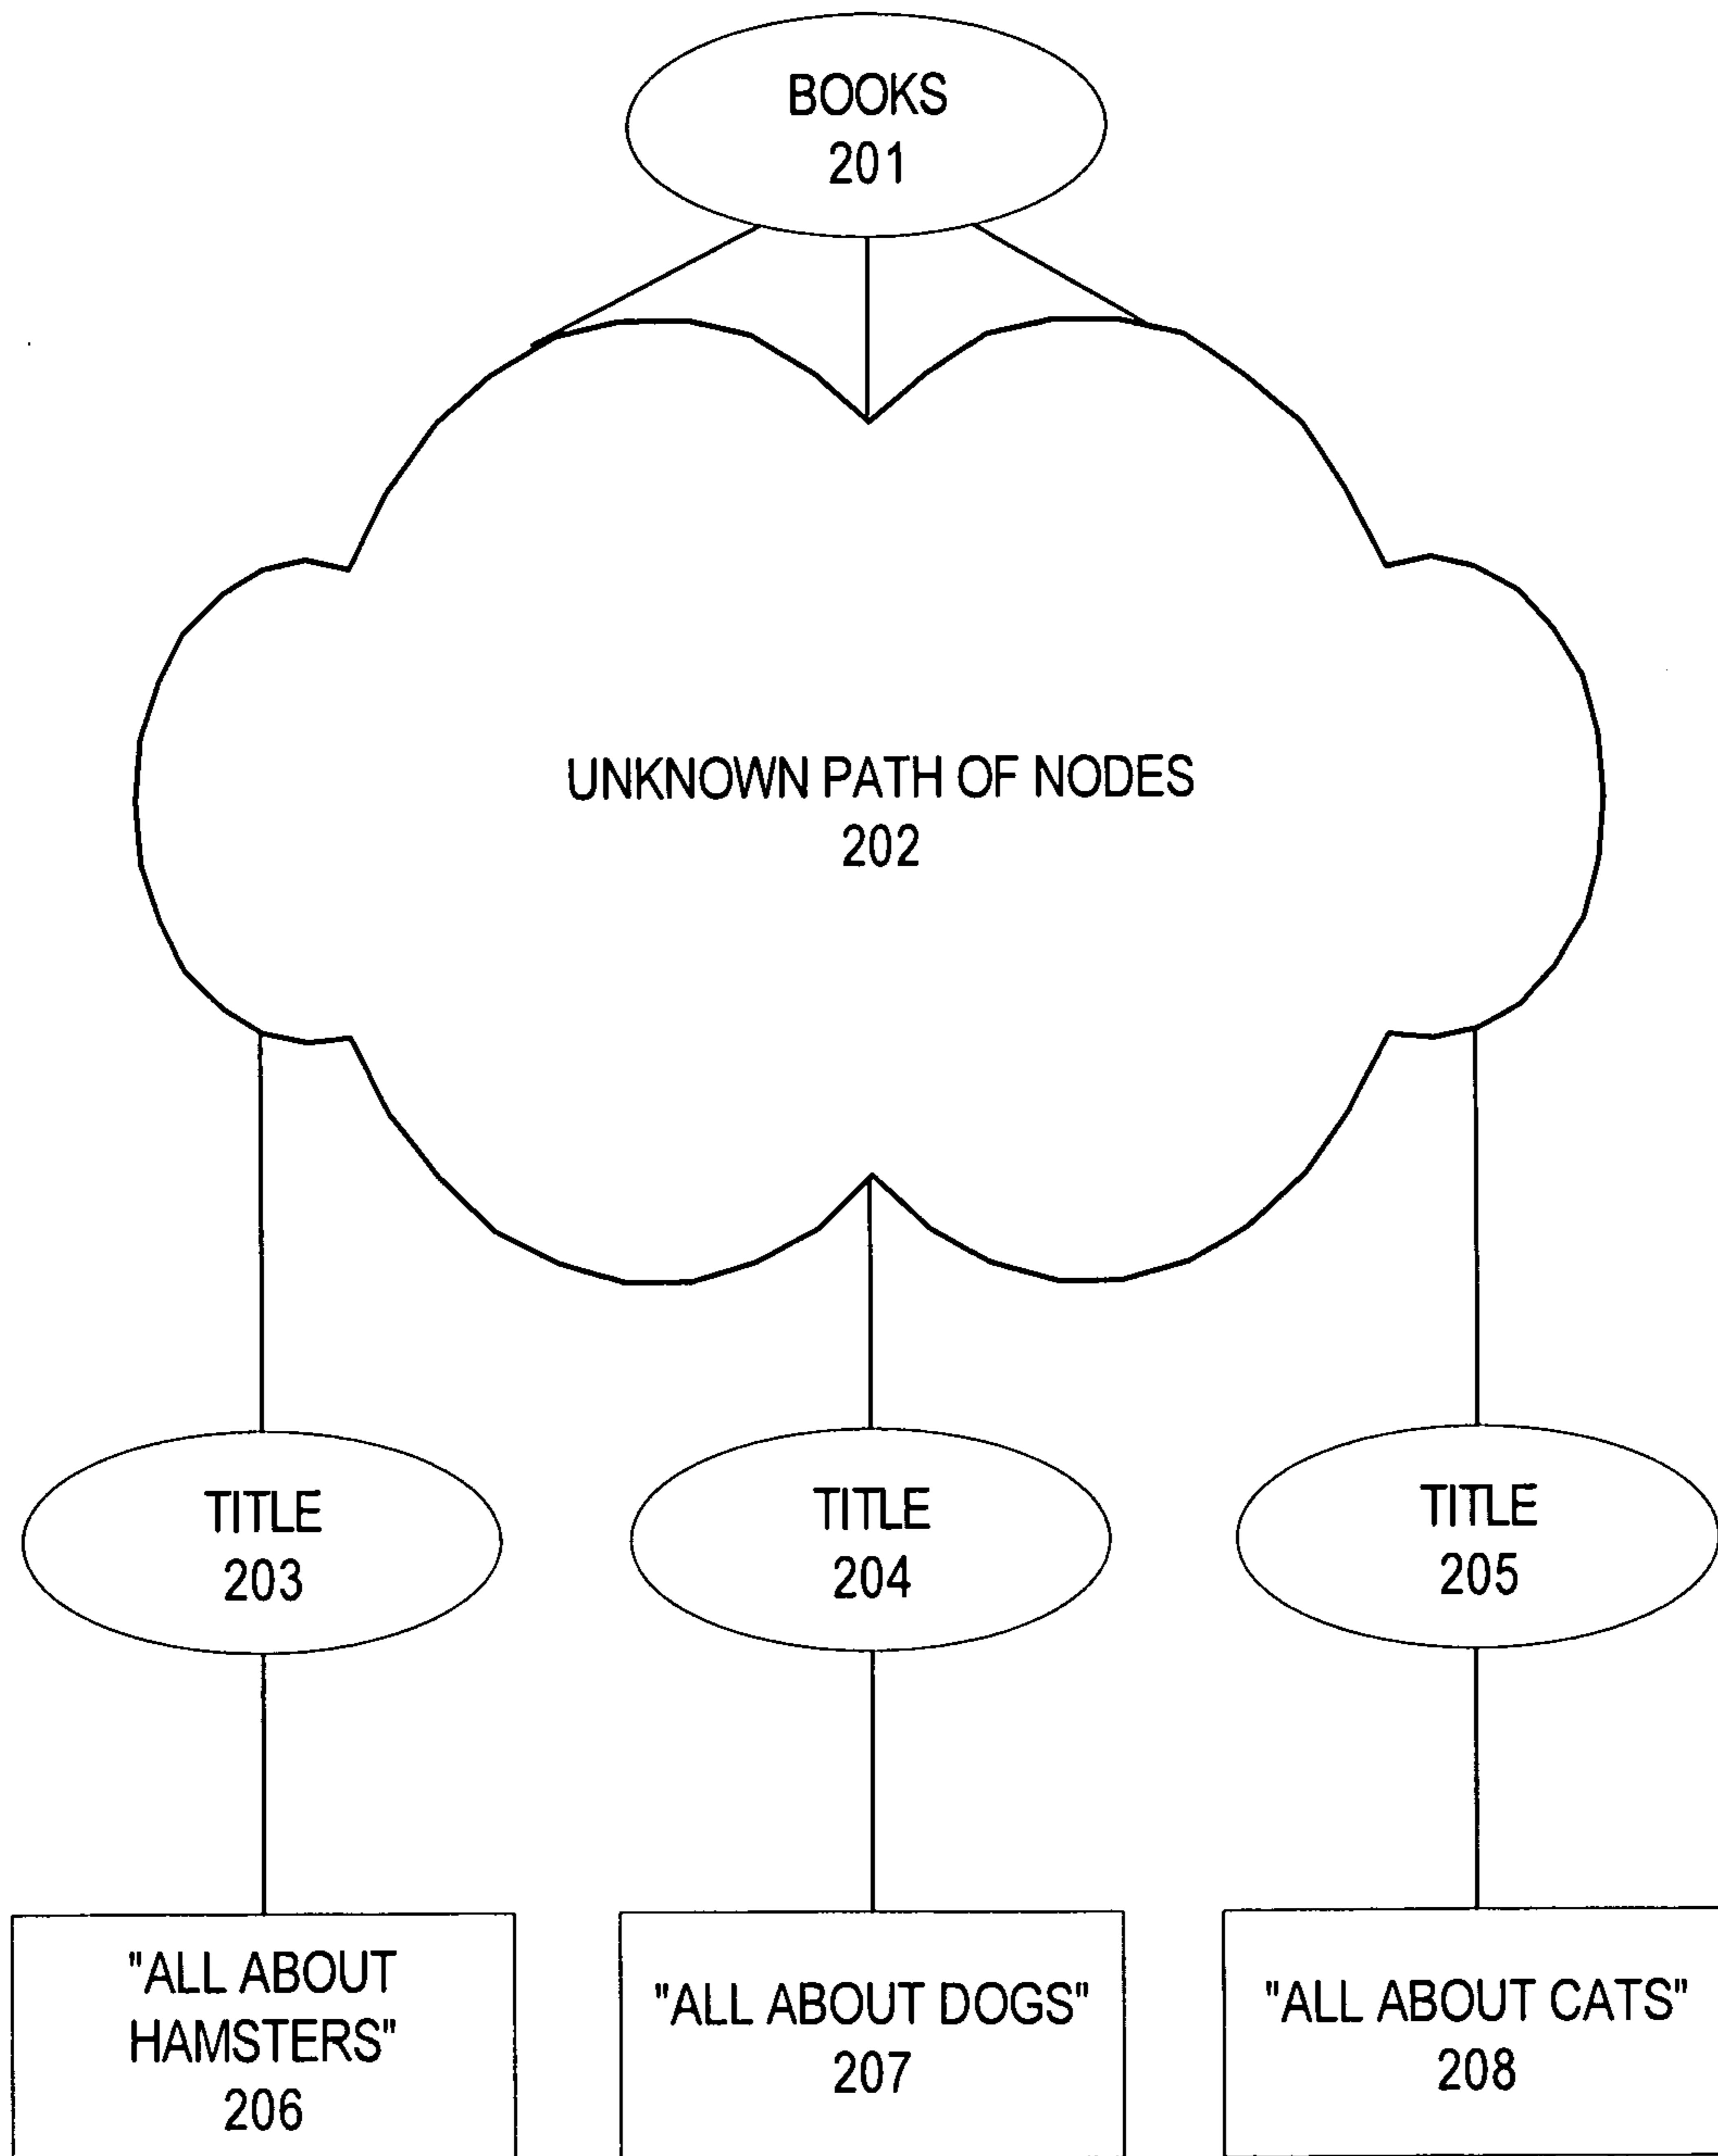 BOOKS
201
UNKNOWN PATH OF NODES
202
TITLE
203
TITLE
204
TITLE
205
"ALL ABOUT
HAMSTERS"
206
"ALL ABOUT DOGS"
207
"ALL ABOUT CATS"
208